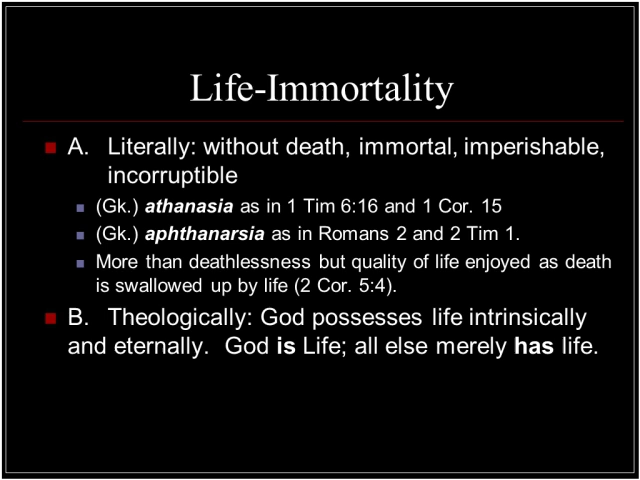 Life-Immortality
A. Literally: without death, immortal, imperishable,
incorruptible
(Gk.) athanasia as in 1 Tim 6:16 and 1 Cor. 15
(Gk.) aphthanarsia as in Romans 2 and 2 Tim 1.
More than deathlessness but quality of life enjoyed as death
is swallowed up by life (2 Cor. 5:4).
B. Theologically: God possesses life intrinsically
and eternally. God is Life; all else merely has life.